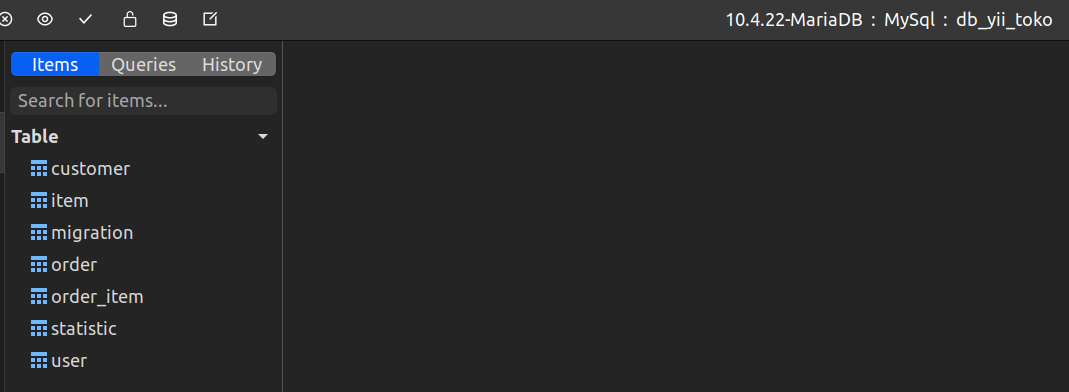 10.4.22-MariaDB : MySql : db_yii_toko
Items Queries History
Search for items...
Table
customer
item
migration
order
order_item
statistic
user